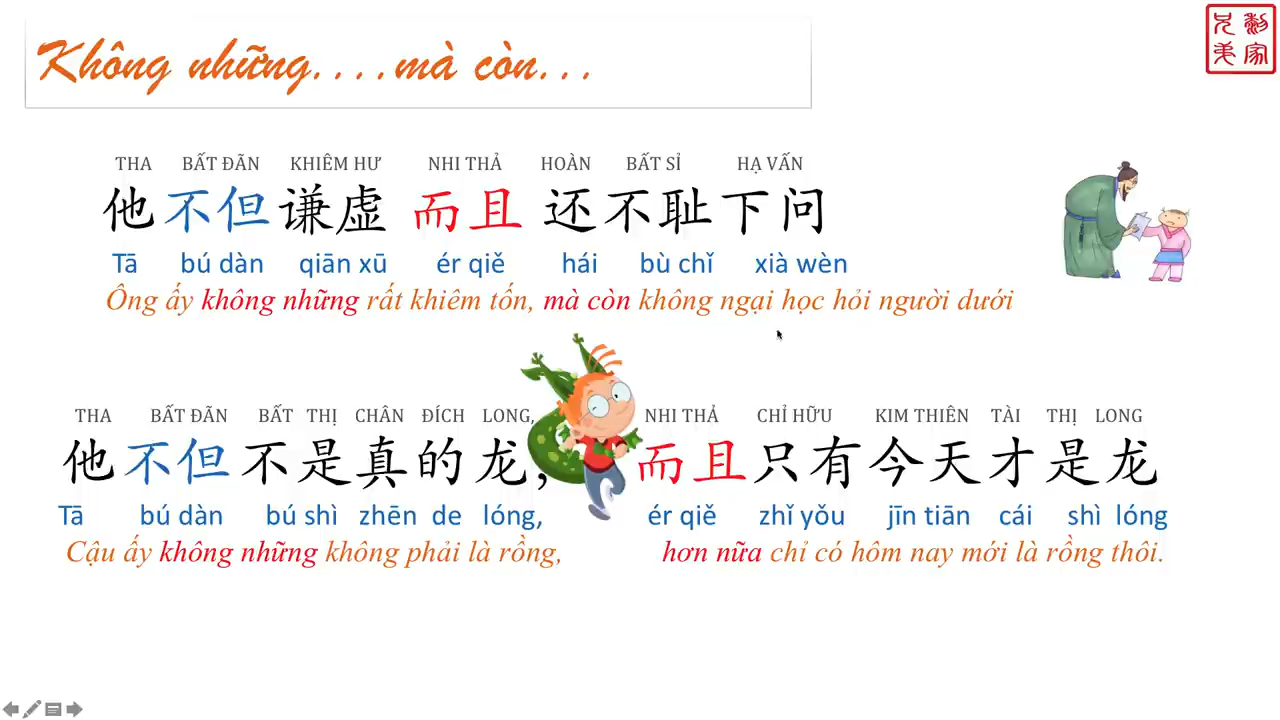 Không những....mà còn...
THA BẤT ĐÃN KHIÊM HƯ NHI THẢ HOÀN BẤT SỈ HẠ VẤN
他不但谦虚 而且 还不耻下问
Tā bú dàn qiān xū ér qiě hái bù chǐ xià wèn
Ông ấy không những rất khiêm tốn, mà còn không ngại học hỏi người dưới
THA BẤT ĐÃN BẤT THỊ CHÂN ĐÍCH LONG, NHI THẢ CHỈ HỮU KIM THIÊN TÀI THỊ LONG
他不但不是真的龙, 而且只有今天才是龙
Tā bú dàn bú shì zhēn de lóng, ér qiě zhǐ yǒu jīn tiān cái shì lóng
Cậu ấy không những không phải là rồng, hơn nữa chỉ có hôm nay mới là rồng thôi.